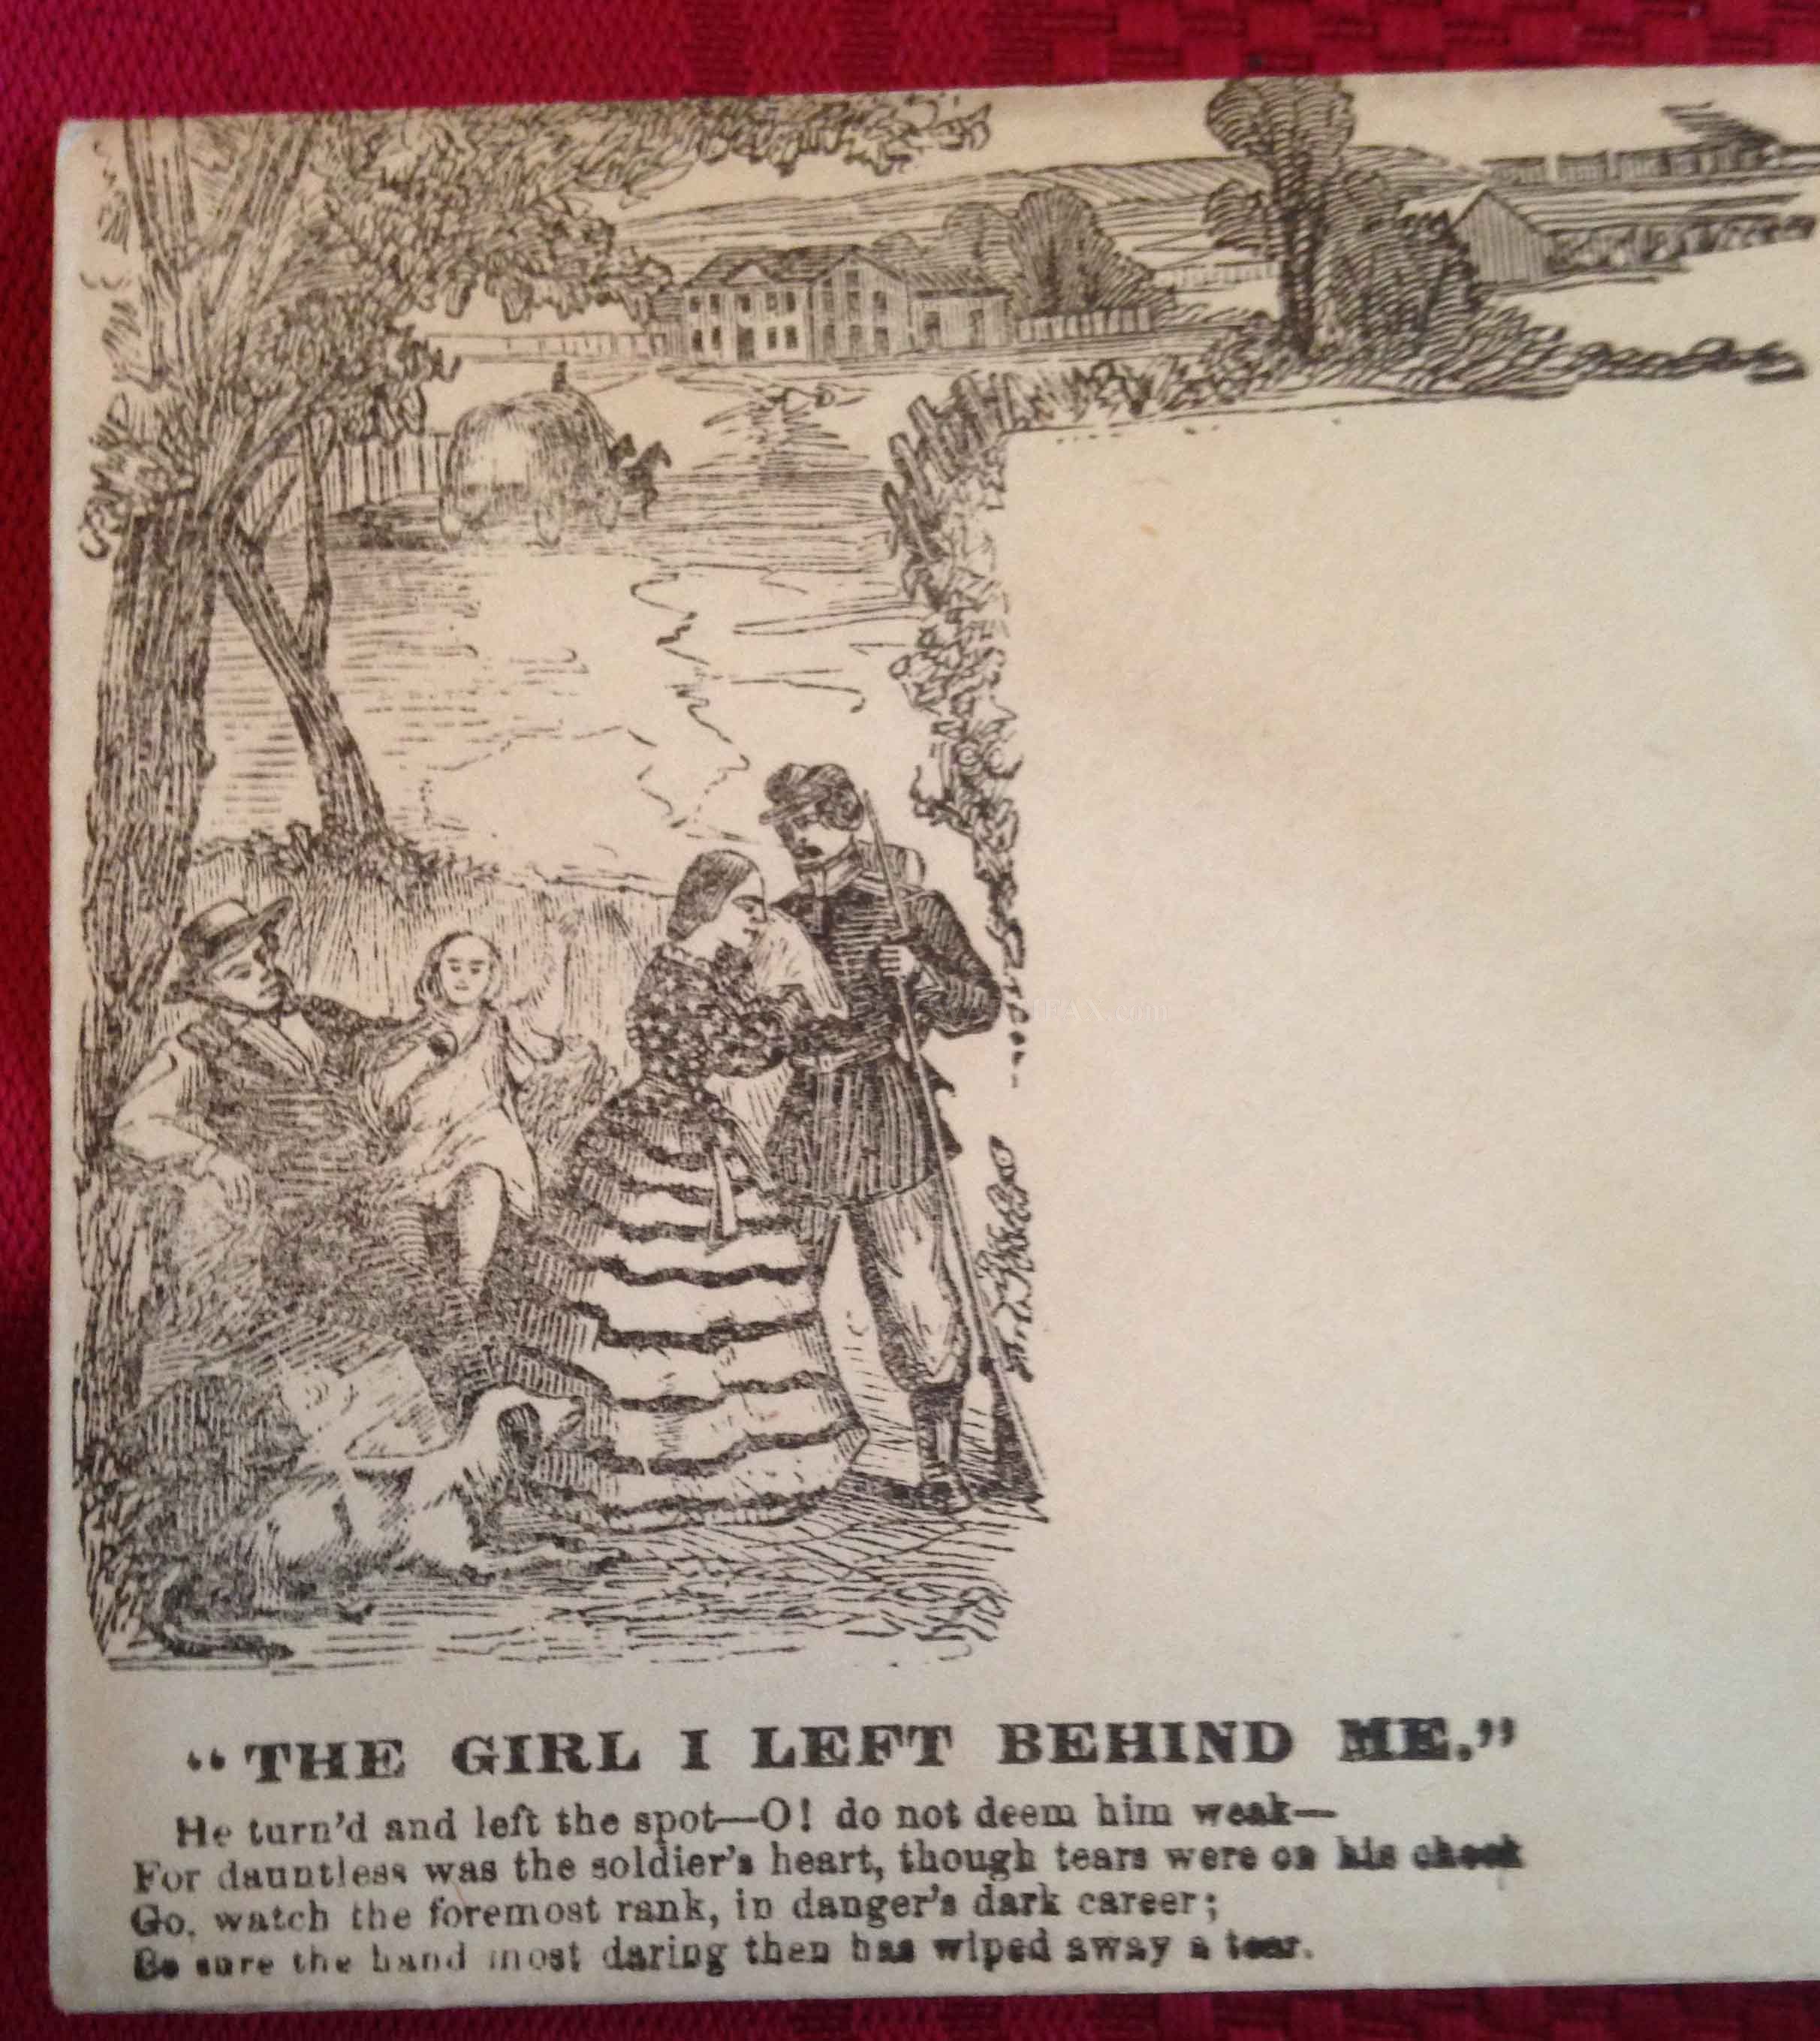 "THE GIRL I LEFT BEHIND ME."
He turn'd and left the spot—O! do not deem him weak—
For dauntless was the soldier's heart, though tears were on his cheek
Go, watch the foremost rank, in danger's dark career;
Be sure the hand most daring then has wiped away a tear.